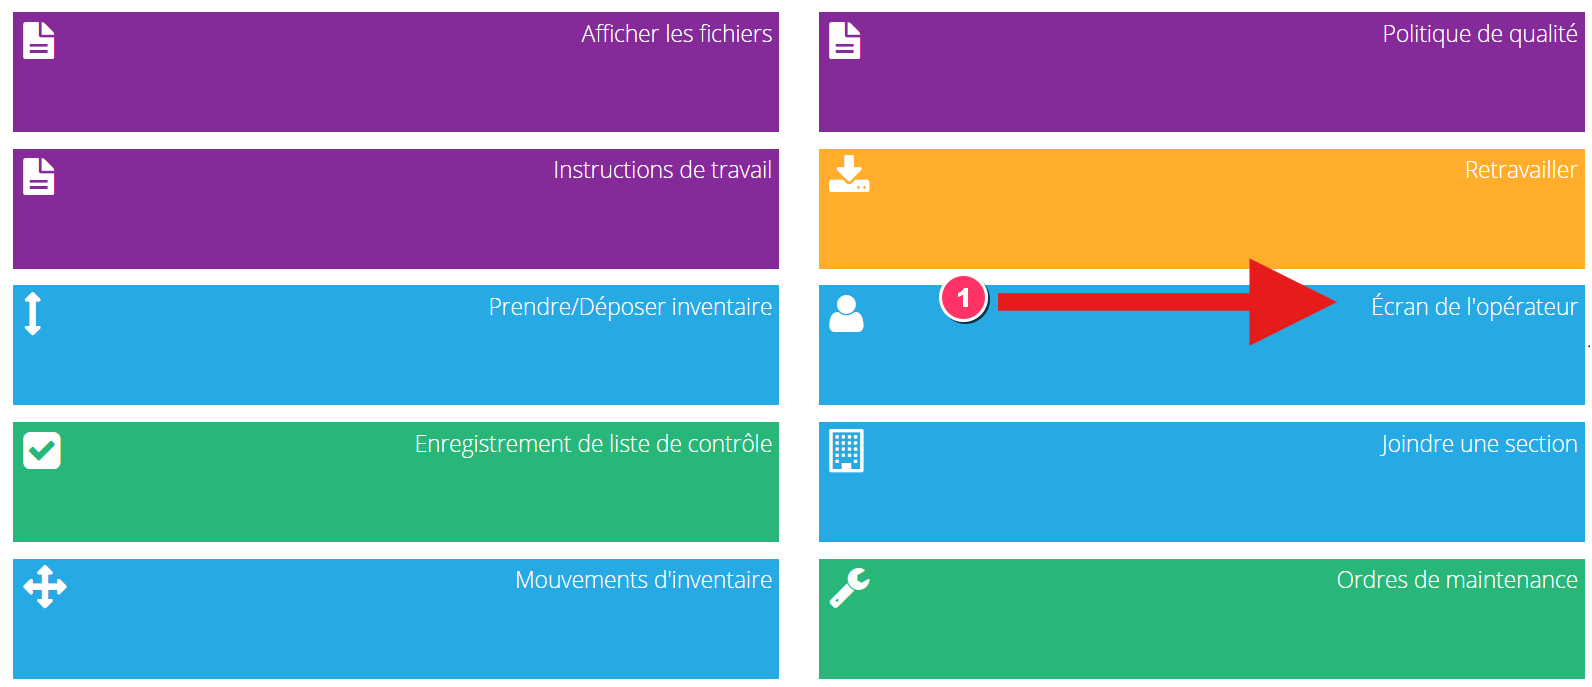 Afficher les fichiers
Politique de qualité
Instructions de travail
Retravailler
Prendre/Déposer inventaire
1
Écran de l'opérateur
Enregistrement de liste de contrôle
Joindre une section
Mouvements d'inventaire
Ordres de maintenance